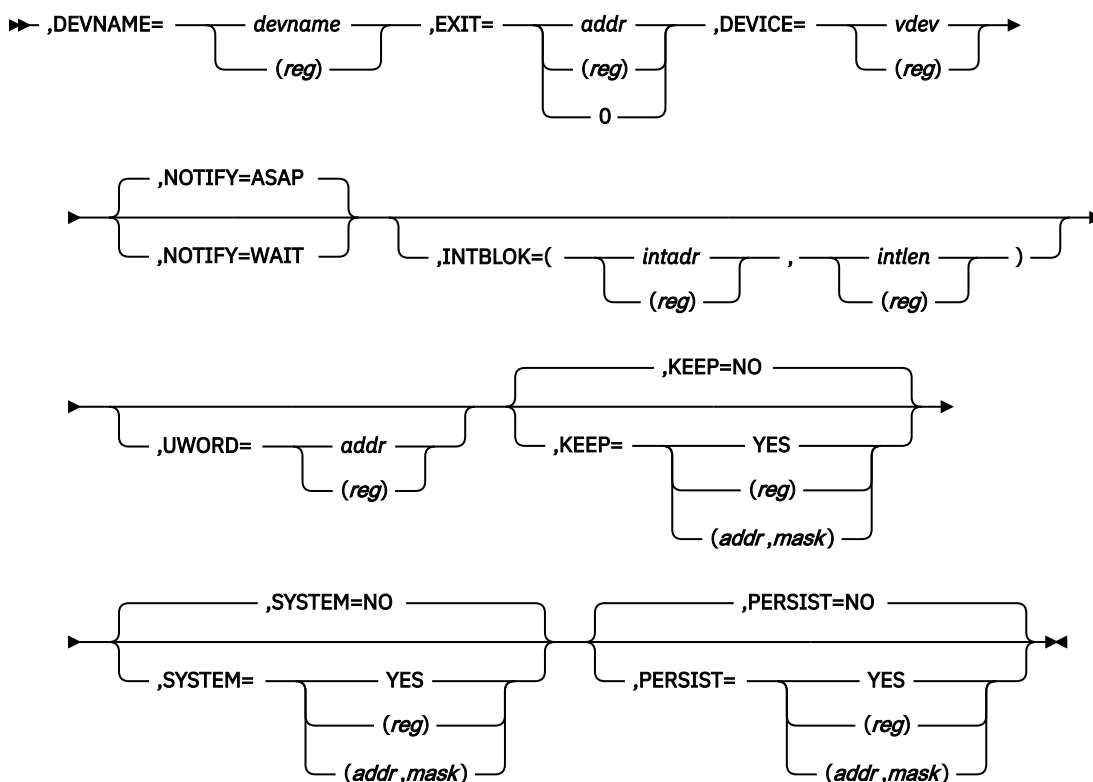 ,DEVNAME= devname ,EXIT= addr ,DEVICE= vdev
(reg) (reg) (reg)
0
,NOTIFY=ASAP
,NOTIFY=WAIT ,INTBLOK=( intadr , intlen )
(reg) (reg)
,KEEP=NO
,UWORD= addr ,KEEP= YES
(reg) (reg)
(addr ,mask)
,SYSTEM=NO ,PERSIST=NO
,SYSTEM= YES ,PERSIST= YES
(reg) (reg)
(addr ,mask) (addr ,mask)